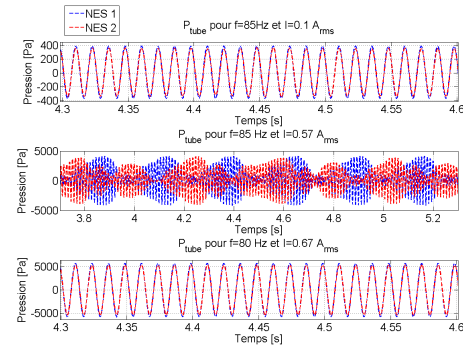 NES 1
NES 2
P_tube pour f=85Hz et I=0.1 A_rms
Pression [Pa]
400
200
0
-200
-400
4.3 4.35 4.4 4.45 4.5 4.55 4.6
Temps [s]
P_tube pour f=85 Hz et I=0.57 A_rms
Pression [Pa]
5000
0
-5000
3.8 4 4.2 4.4 4.6 4.8 5 5.2
Temps [s]
P_tube pour f=80 Hz et I=0.67 A_rms
Pression [Pa]
5000
0
-5000
4.3 4.35 4.4 4.45 4.5 4.55 4.6
Temps [s]